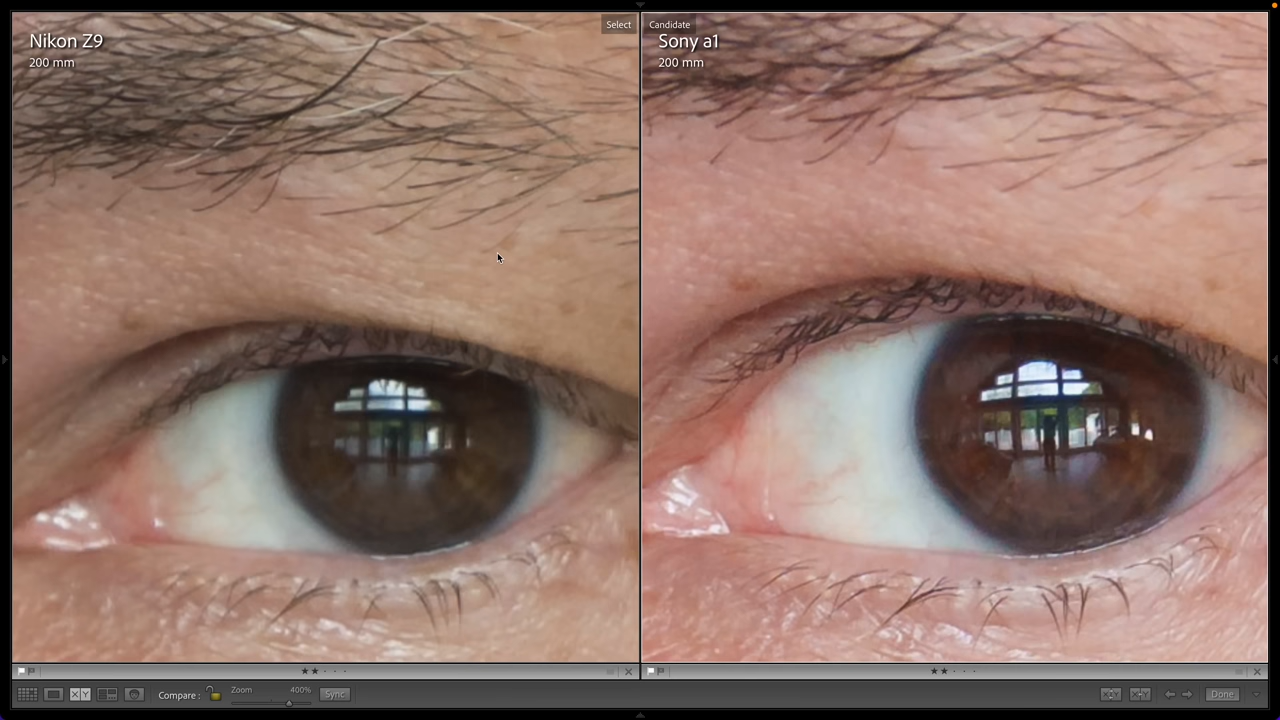 Select
Candidate
Nikon Z9
200 mm
Sony a1
200 mm
Compare :
Zoom
400%
Sync
Done